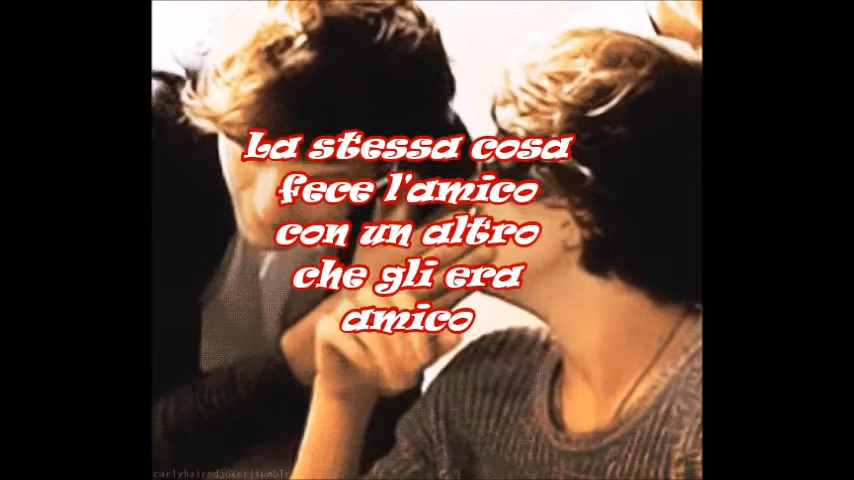 La stessa cosa
fece l'amico
con un altro
che gli era
amico